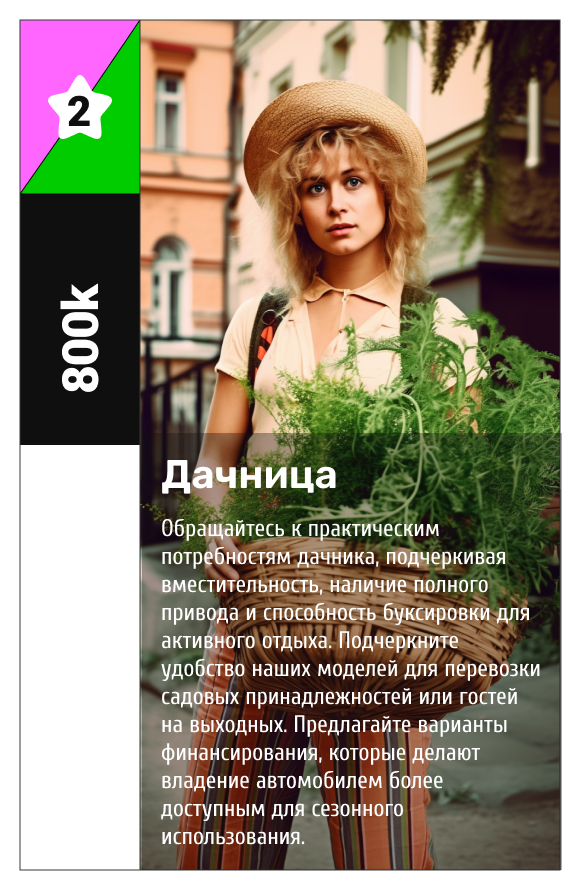 2
800k
Дачница
Обращайтесь к практическим
потребностям дачника, подчеркивая
вместительность, наличие полного
привода и способность буксировки для
активного отдыха. Подчеркните
удобство наших моделей для перевозки
садовых принадлежностей или гостей
на выходных. Предлагайте варианты
финансирования, которые делают
владение автомобилем более
доступным для сезонного
использования.